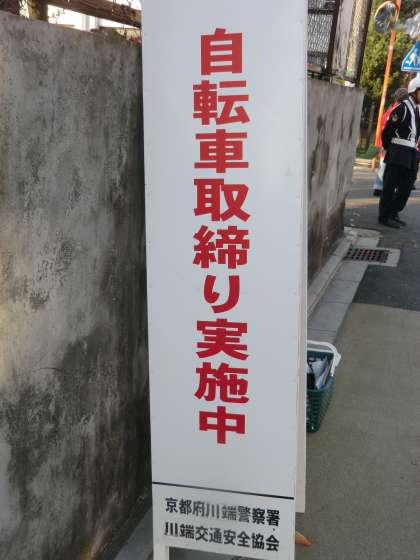 自転車取締り実施中
京都府川端警察署
川端交通安全協会